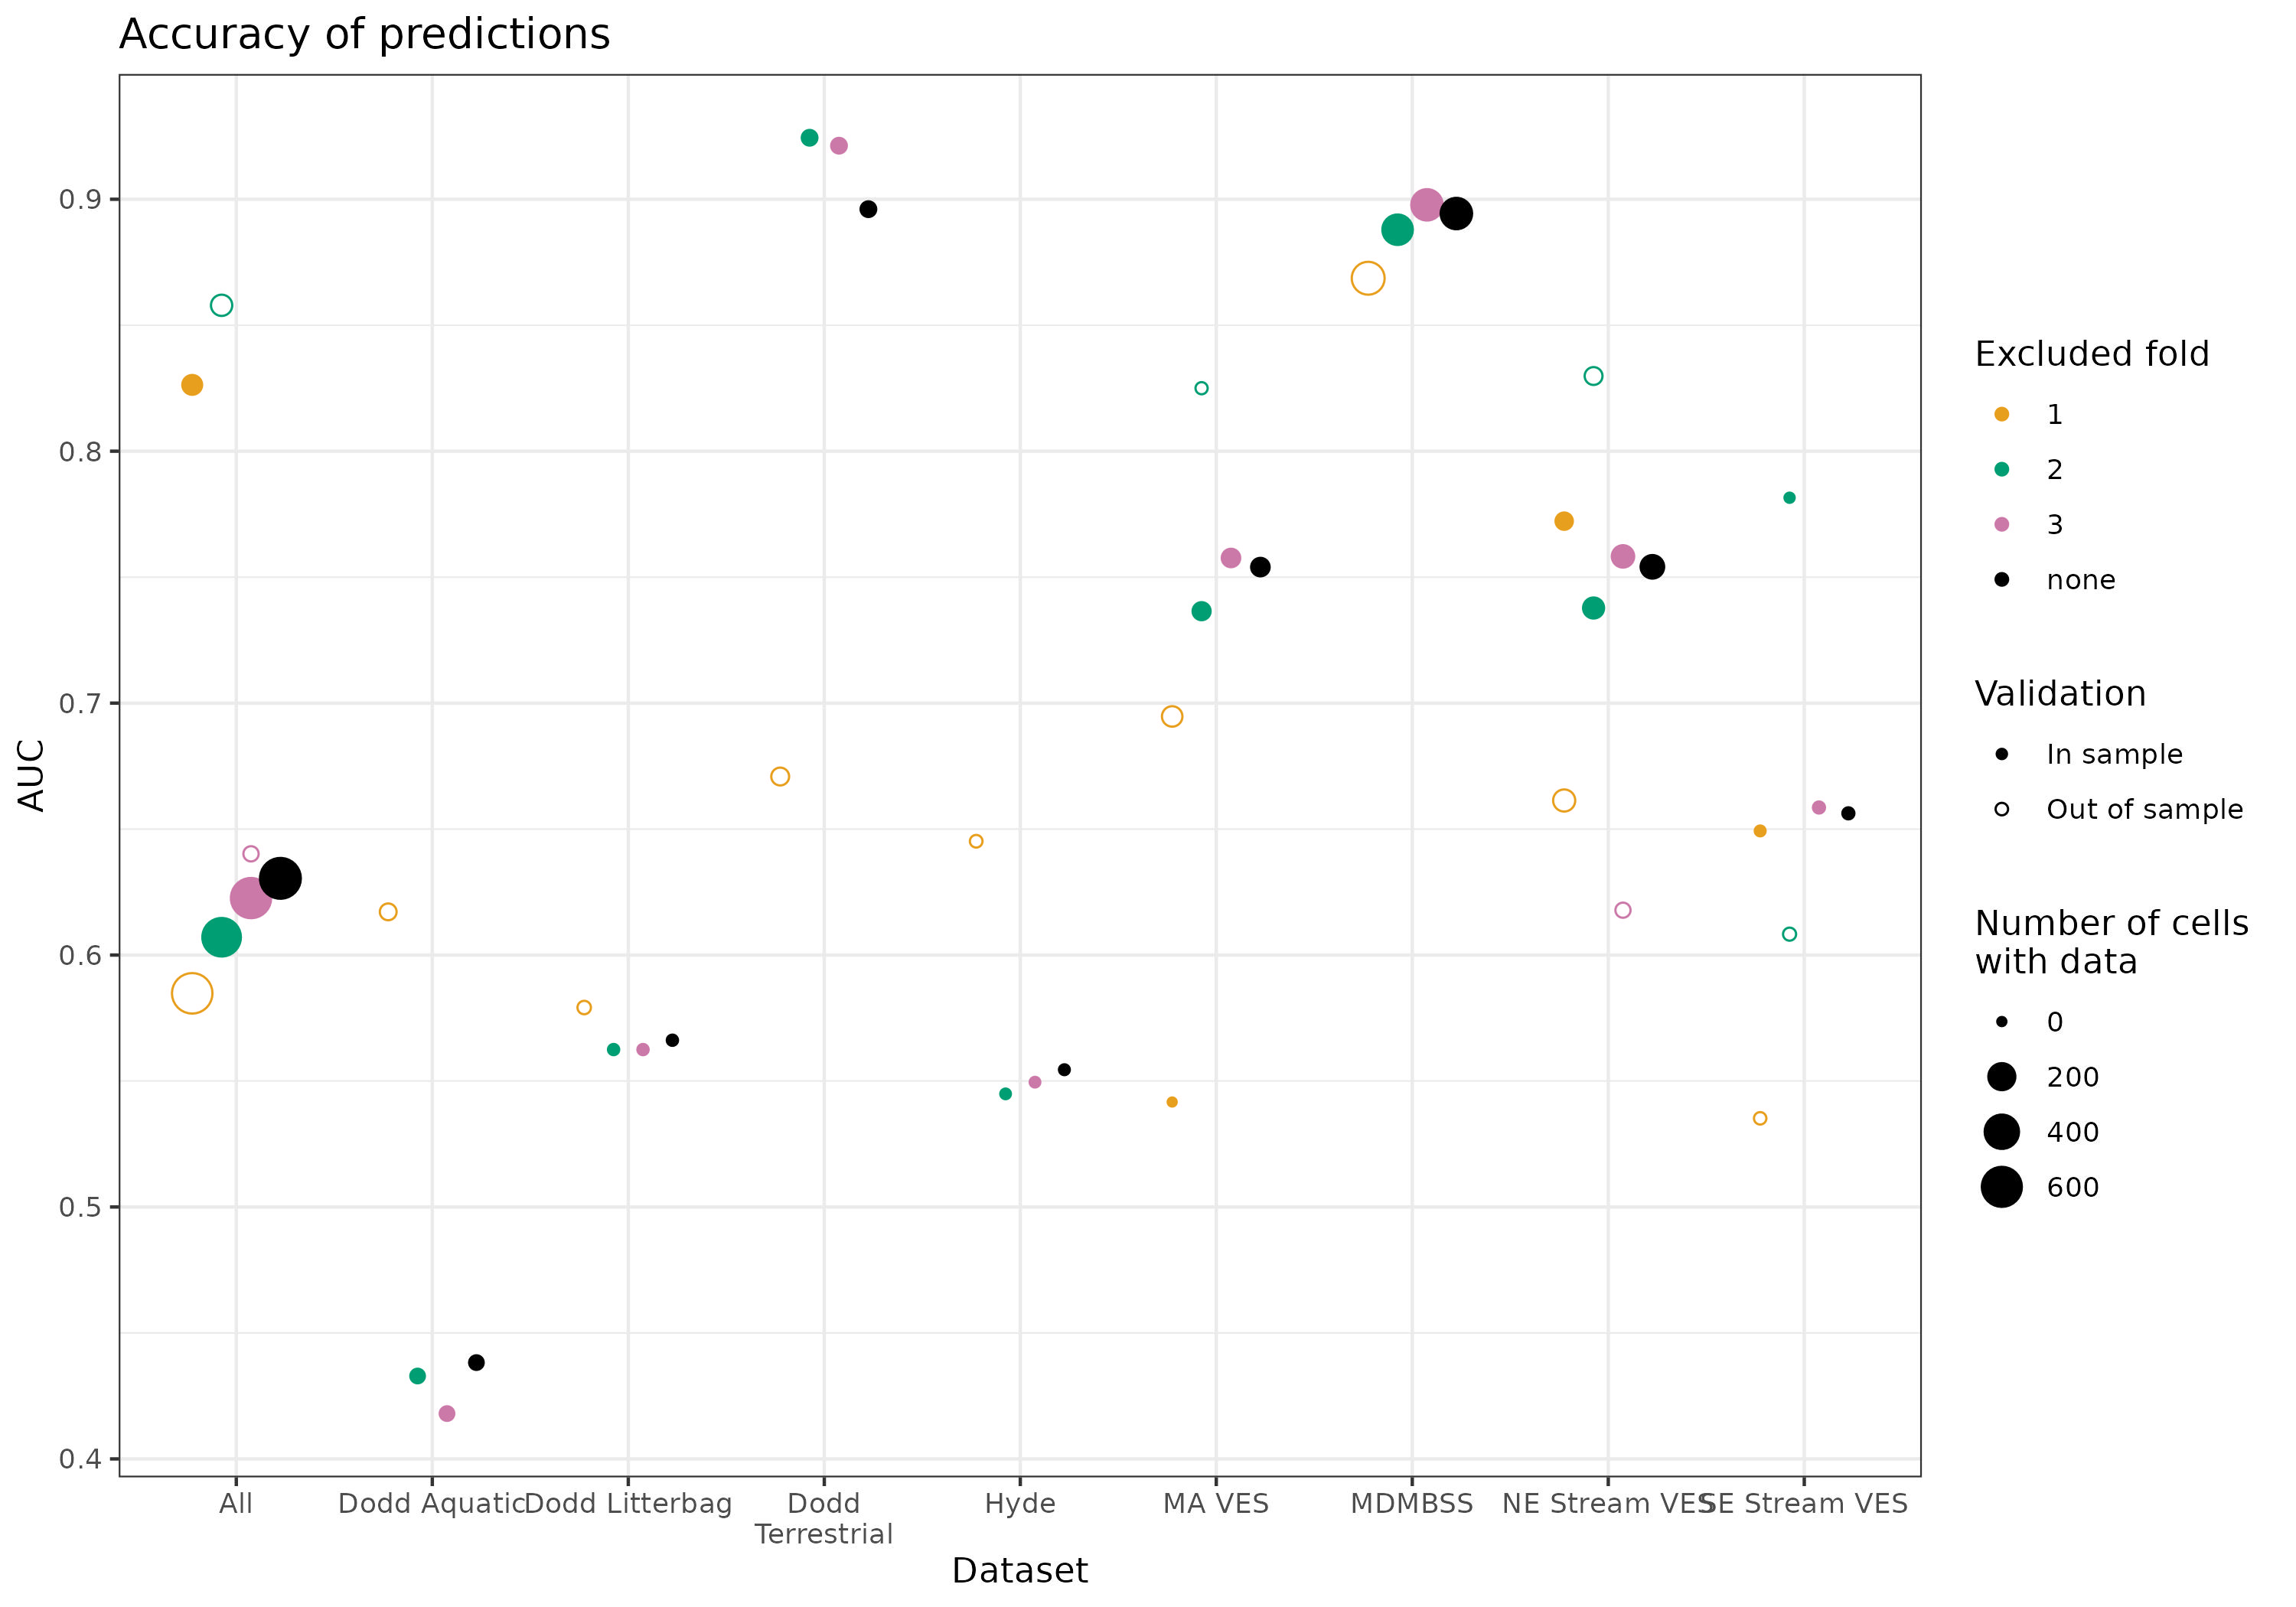 Accuracy of predictions
AUC
0.9
0.8
0.7
0.6
0.5
0.4
All
Dodd Aquatic
Dodd Litterbag
Dodd
Terrestrial
Hyde
MA VES
MDMBSS
NE Stream VES
SE Stream VES
Dataset
Excluded fold
1
2
3
none
Validation
In sample
Out of sample
Number of cells
with data
0
200
400
600